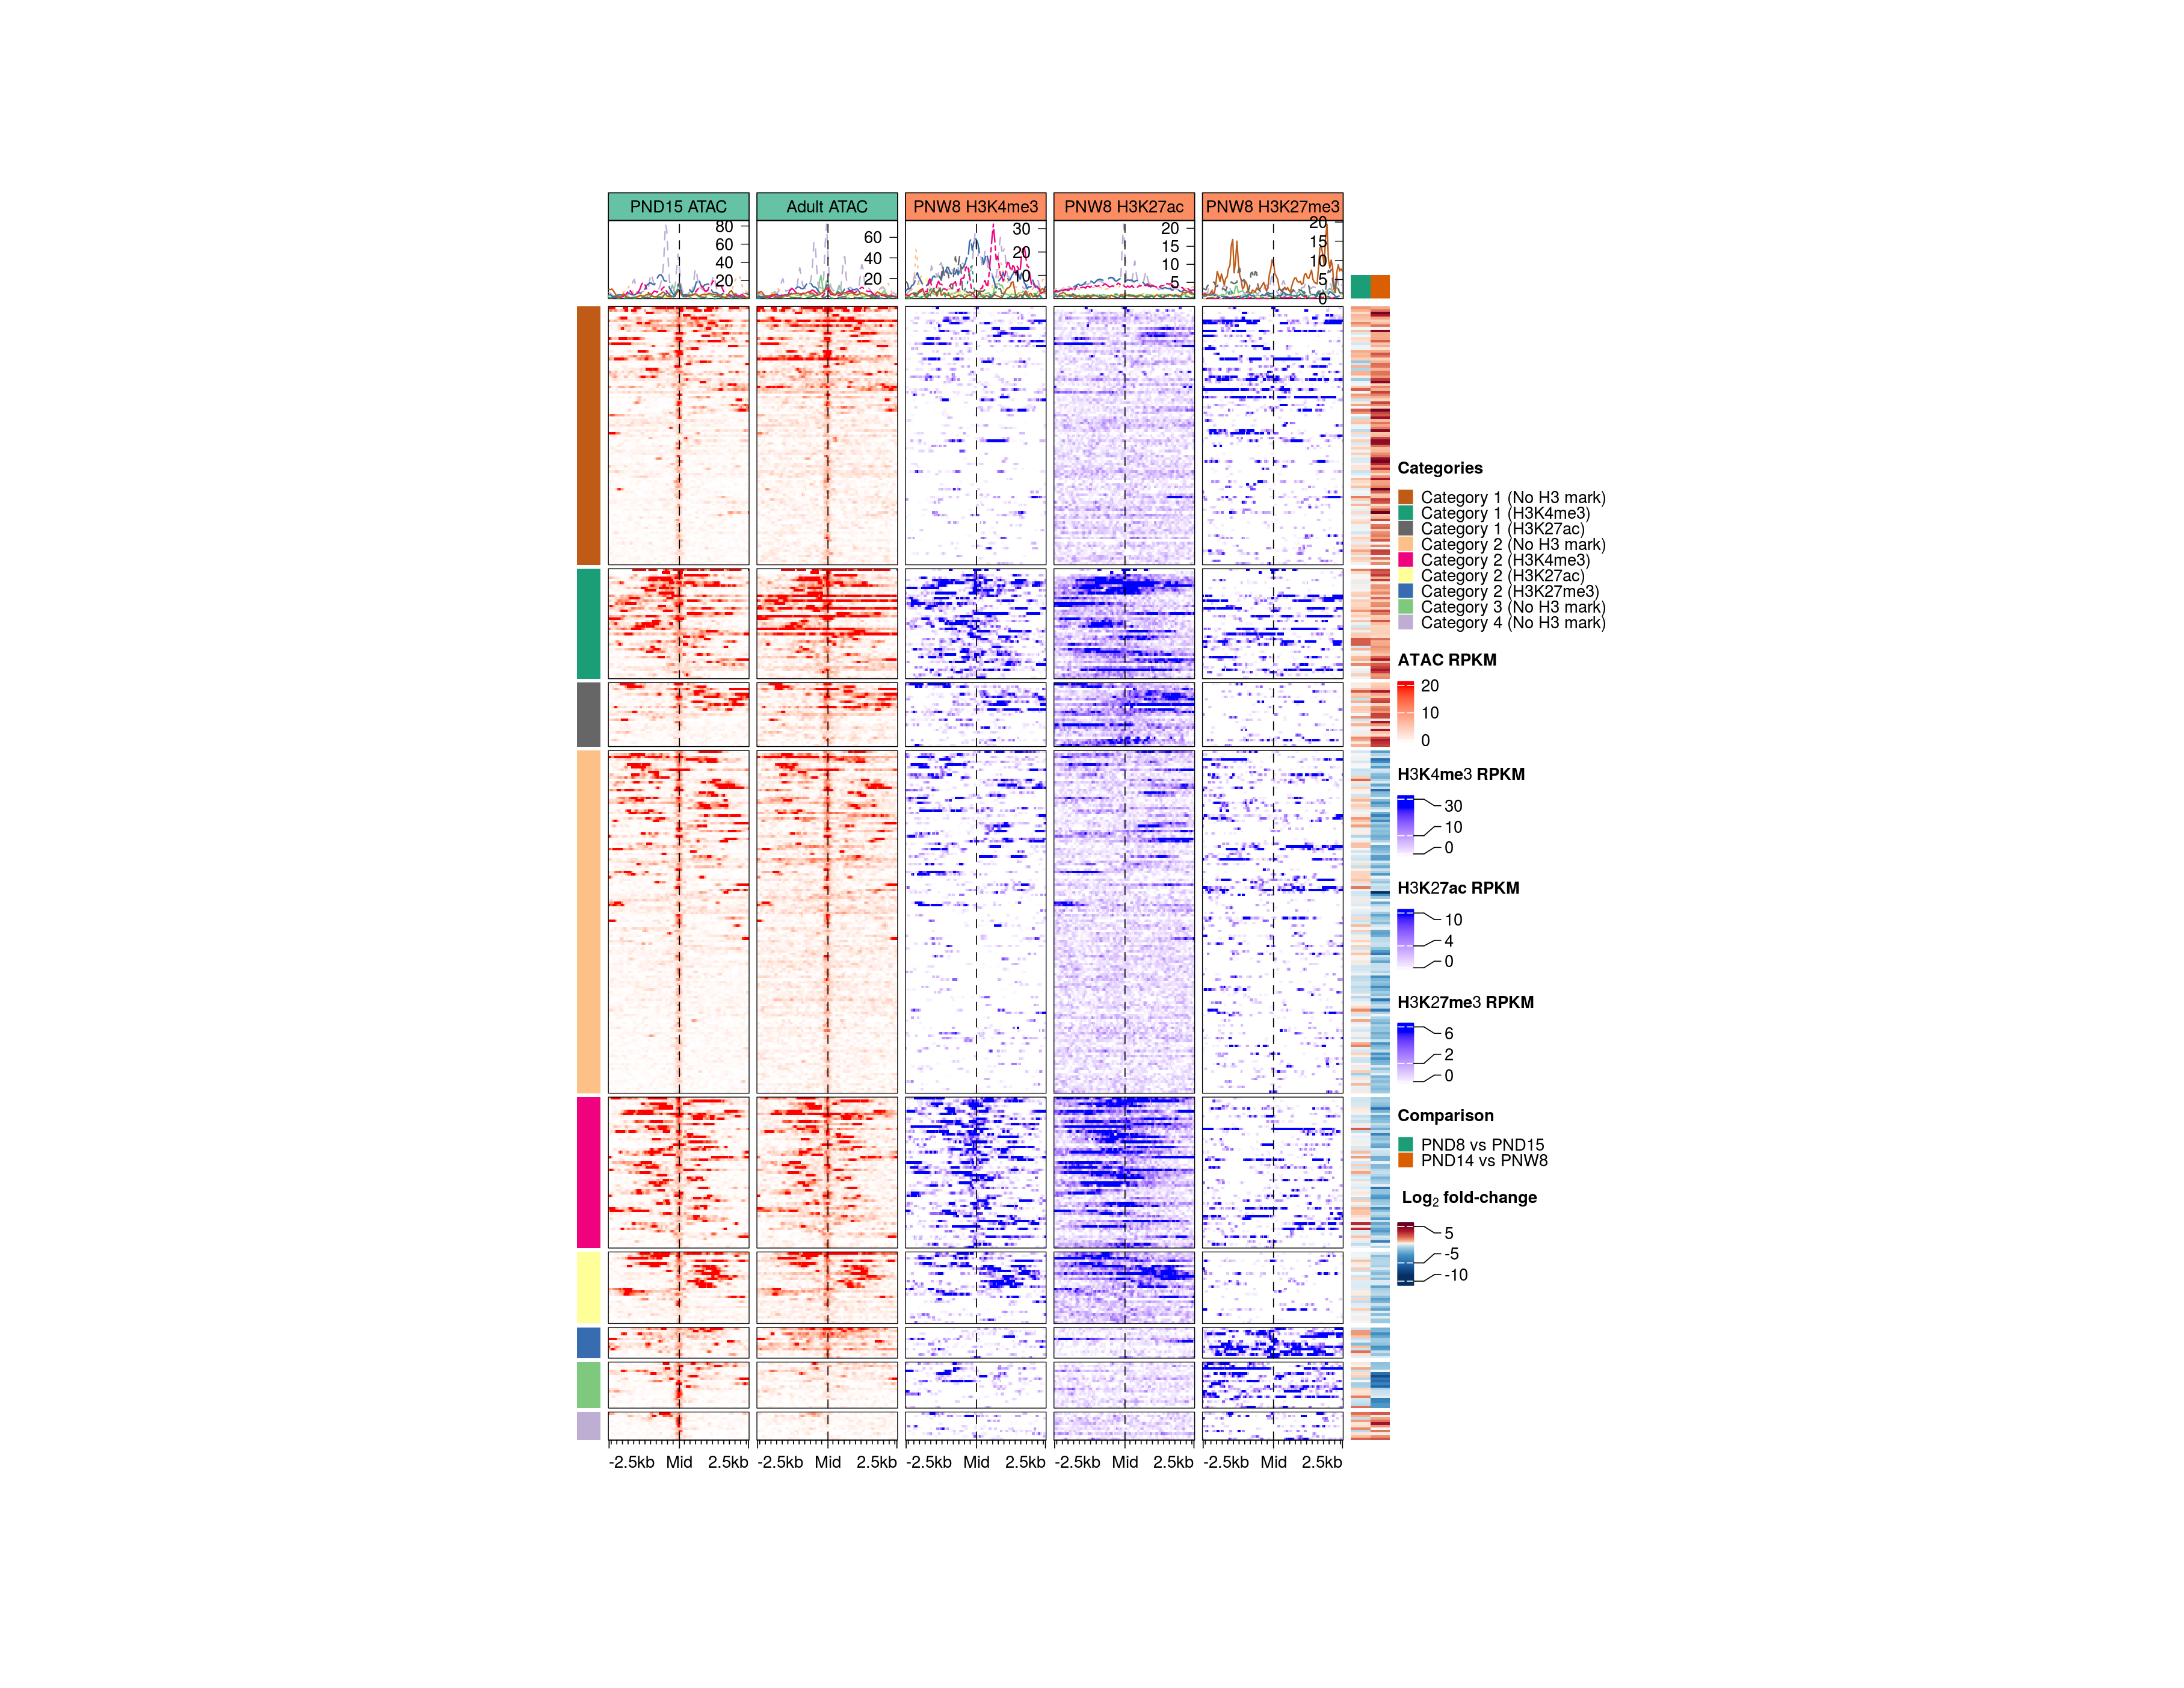 PND15 ATAC
Adult ATAC
PNW8 H3K4me3
PNW8 H3K27ac
PNW8 H3K27me3
80
60
40
20
60
40
20
30
20
10
20
15
10
5
20
15
10
5
0
Categories
Category 1 (No H3 mark)
Category 1 (H3K4me3)
Category 1 (H3K27ac)
Category 2 (No H3 mark)
Category 2 (H3K4me3)
Category 2 (H3K27ac)
Category 2 (H3K27me3)
Category 3 (No H3 mark)
Category 4 (No H3 mark)
ATAC RPKM
20
10
0
H3K4me3 RPKM
30
10
0
H3K27ac RPKM
10
4
0
H3K27me3 RPKM
6
2
0
Comparison
PND8 vs PND15
PND14 vs PNW8
Log2 fold-change
5
-5
-10
-2.5kb Mid 2.5kb
-2.5kb Mid 2.5kb
-2.5kb Mid 2.5kb
-2.5kb Mid 2.5kb
-2.5kb Mid 2.5kb